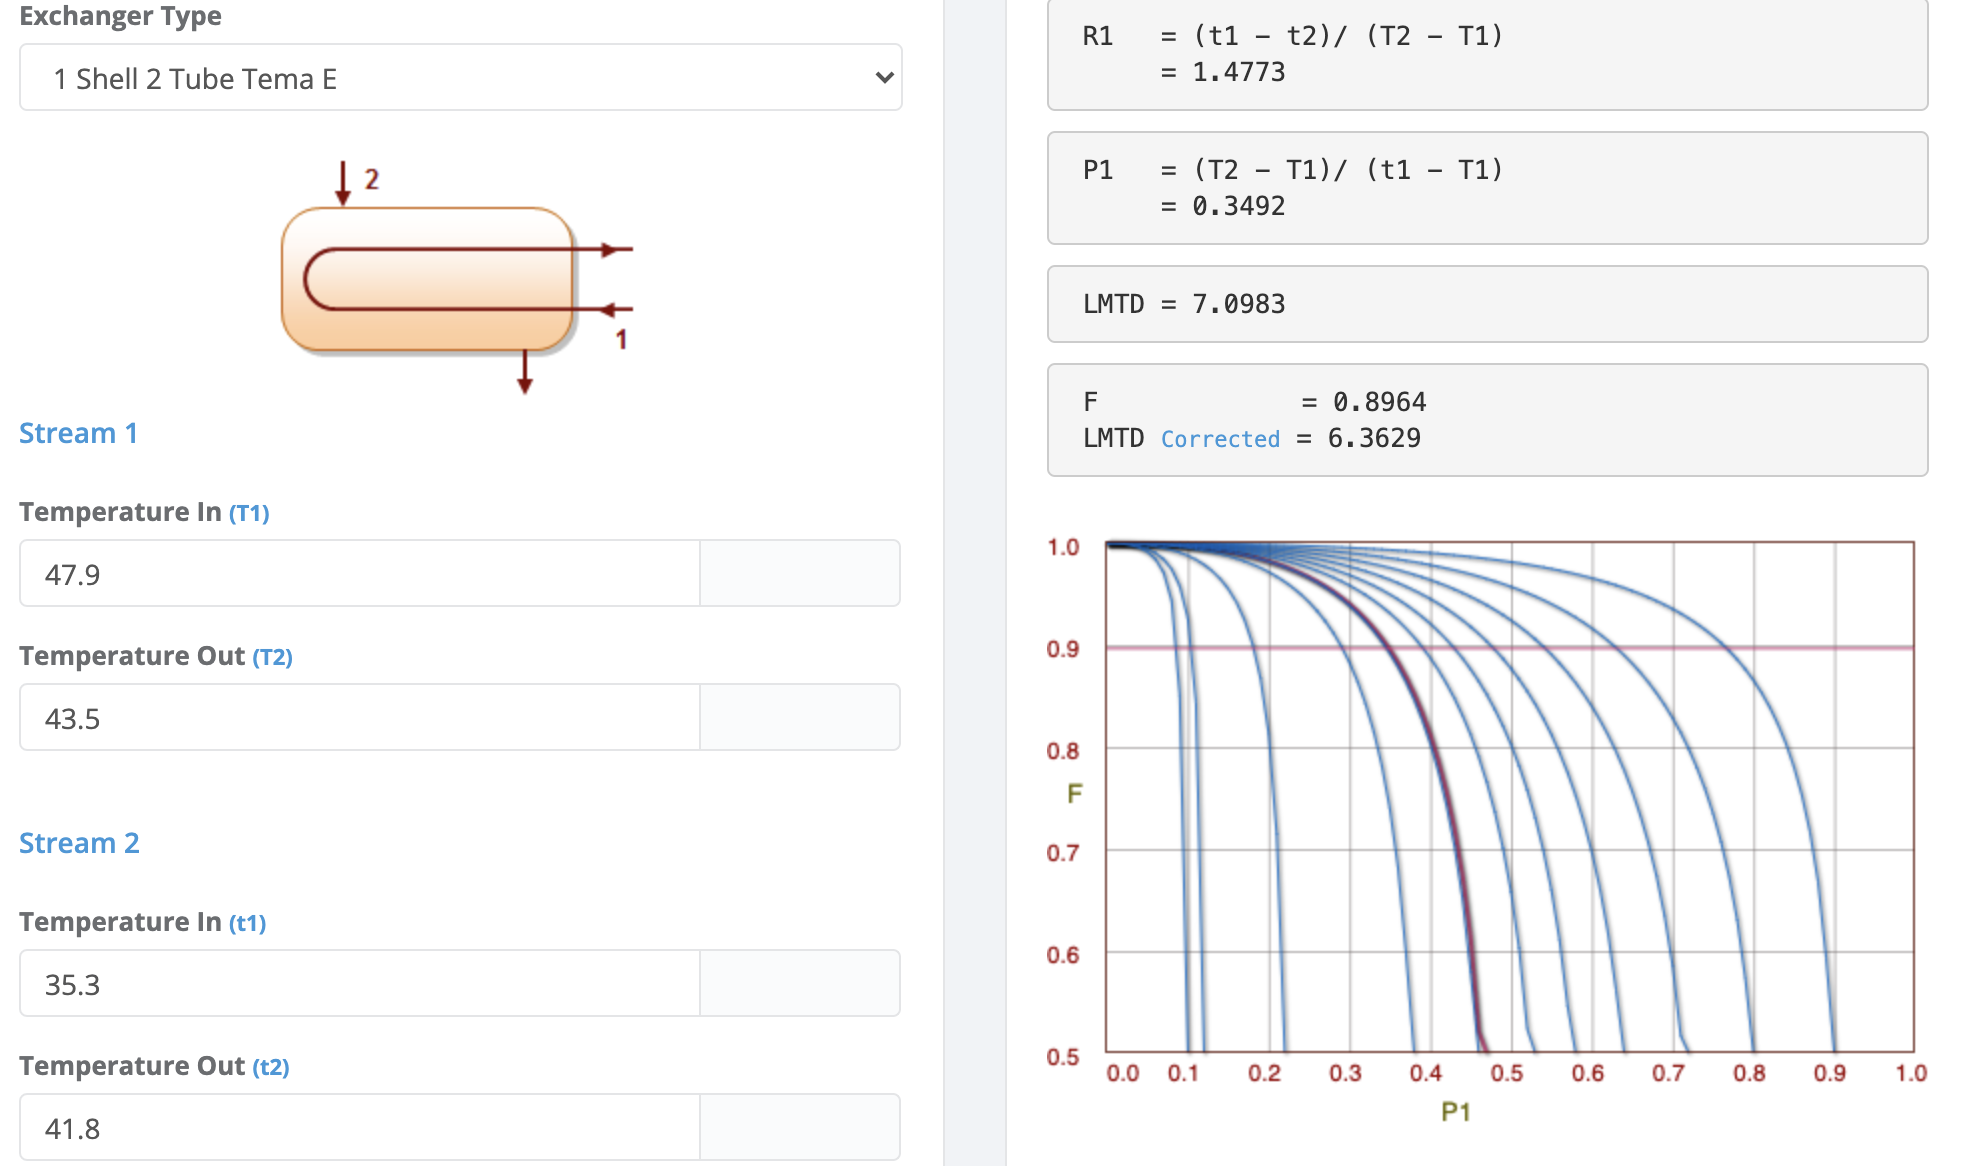 Exchanger Type
1 Shell 2 Tube Tema E
2
1
Stream 1
Temperature In (T1)
47.9
Temperature Out (T2)
43.5
Stream 2
Temperature In (t1)
35.3
Temperature Out (t2)
41.8
R1 = (t1 − t2)/ (T2 − T1)
= 1.4773
P1 = (T2 − T1)/ (t1 − T1)
= 0.3492
LMTD = 7.0983
F = 0.8964
LMTD Corrected = 6.3629
1.0
0.9
0.8
F
0.7
0.6
0.5
0.0 0.1 0.2 0.3 0.4 0.5 0.6 0.7 0.8 0.9 1.0
P1